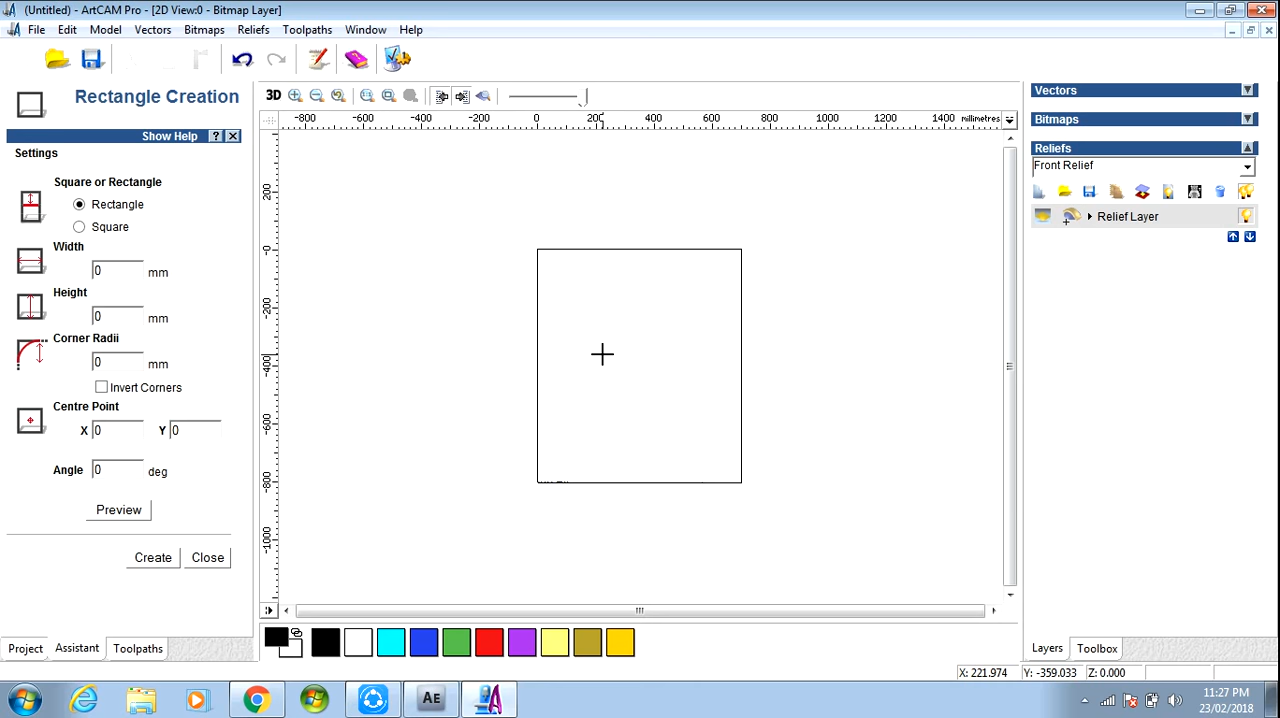 (Untitled) - ArtCAM Pro - [2D View:0 - Bitmap Layer]
File Edit Model Vectors Bitmaps Reliefs Toolpaths Window Help
Rectangle Creation
Show Help ?
Settings
Square or Rectangle
Rectangle
Square
Width
0 mm
Height
0 mm
Corner Radii
0 mm
Invert Corners
Centre Point
X 0 Y 0
Angle 0 deg
Preview
Create Close
Project Assistant Toolpaths
3D
-800 -600 -400 -200 0 200 400 600 800 1000 1200 1400 millimetres
200
-0
-200
-400
-600
-800
-1000
Vectors
Bitmaps
Reliefs
Front Relief
Relief Layer
Layers Toolbox
X: 221.974 Y: -359.033 Z: 0.000
AE
11:27 PM
23/02/2018